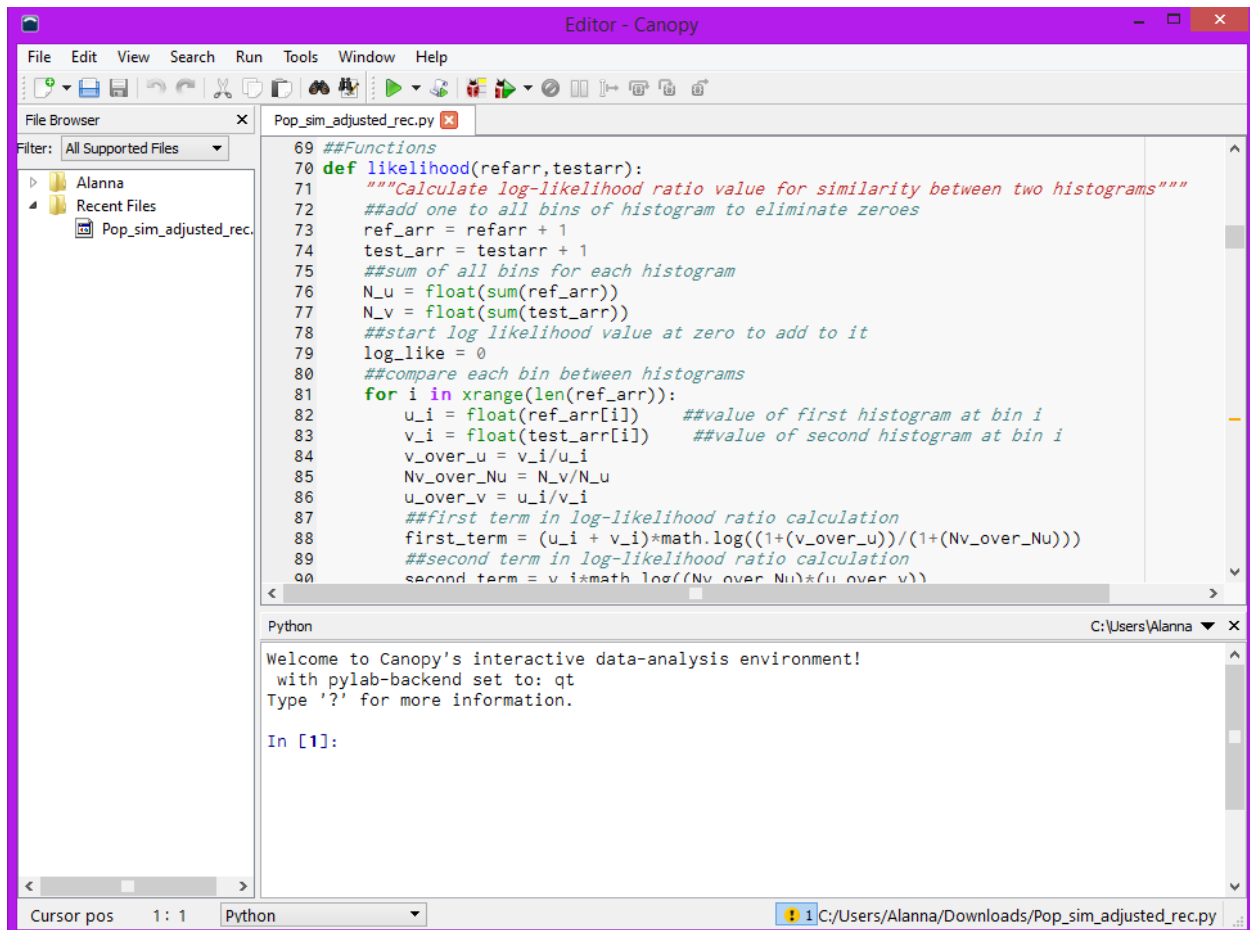 Editor - Canopy
File Edit View Search Run Tools Window Help
File Browser
Filter: All Supported Files
Alanna
Recent Files
Pop_sim_adjusted_rec.
Pop_sim_adjusted_rec.py
69 ##Functions
70 def likelihood(refarr,testarr):
71     """Calculate log-likelihood ratio value for similarity between two histograms"""
72     ##add one to all bins of histogram to eliminate zeroes
73     ref_arr = refarr + 1
74     test_arr = testarr + 1
75     ##sum of all bins for each histogram
76     N_u = float(sum(ref_arr))
77     N_v = float(sum(test_arr))
78     ##start log likelihood value at zero to add to it
79     log_like = 0
80     ##compare each bin between histograms
81     for i in xrange(len(ref_arr)):
82         u_i = float(ref_arr[i])    ##value of first histogram at bin i
83         v_i = float(test_arr[i])    ##value of second histogram at bin i
84         v_over_u = v_i/u_i
85         Nv_over_Nu = N_v/N_u
86         u_over_v = u_i/v_i
87         ##first term in log-likelihood ratio calculation
88         first_term = (u_i + v_i)*math.log((1+(v_over_u))/(1+(Nv_over_Nu)))
89         ##second term in log-likelihood ratio calculation
90         second_term = v_i*math.log((Nv_over_Nu)*(u_over_v))
Python C:\Users\Alanna
Welcome to Canopy's interactive data-analysis environment!
 with pylab-backend set to: qt
Type '?' for more information.
In [1]:
Cursor pos 1: 1 Python 1 C:/Users/Alanna/Downloads/Pop_sim_adjusted_rec.py